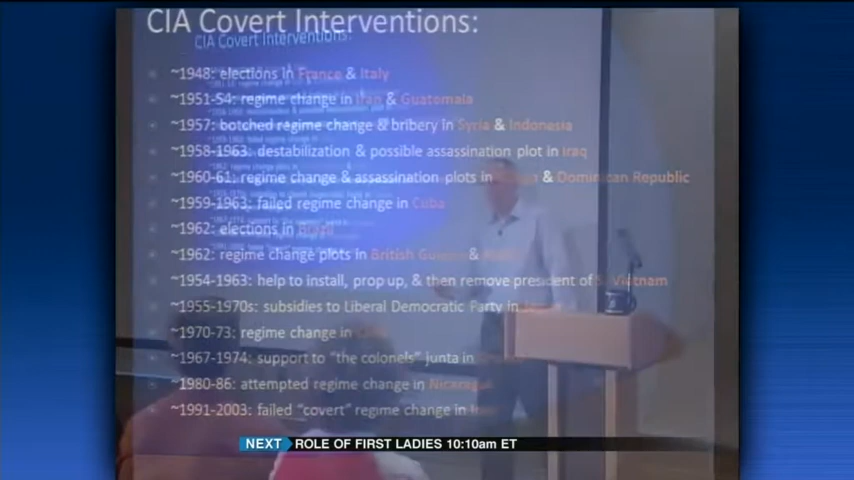 CIA Covert Interventions:
CIA Covert Interventions:
~1948: elections in France & Italy
~1951-54: regime change in Iran & Guatemala
~1957: botched regime change & bribery in Syria & Indonesia
~1958-1963: destabilization & possible assassination plot in Iraq
~1960-61: regime change & assassination plots in & Dominican Republic
~1959-1963: failed regime change in Cuba
~1962: elections in Brazil
~1962: regime change plots in British Guiana &
~1954-1963: help to install, prop up, & then remove president of S. Vietnam
~1955-1970s: subsidies to Liberal Democratic Party in
~1970-73: regime change in
~1967-1974: support to "the colonels" junta in
~1980-86: attempted regime change in Nicaragua
~1991-2003: failed "covert" regime change in
NEXT ROLE OF FIRST LADIES 10:10am ET